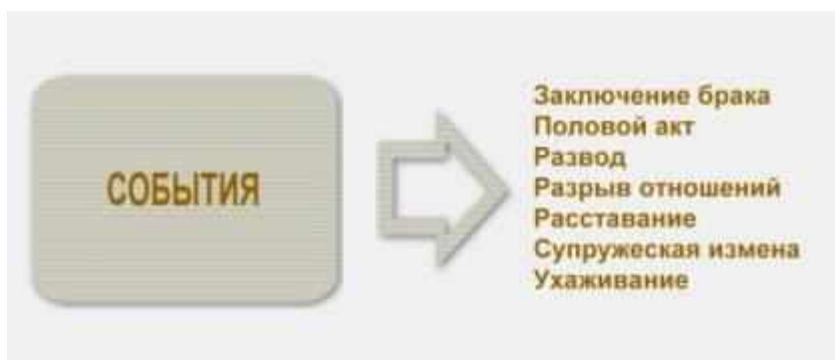 СОБЫТИЯ
Заключение брака
Половой акт
Развод
Разрыв отношений
Расставание
Супружеская измена
Ухаживание